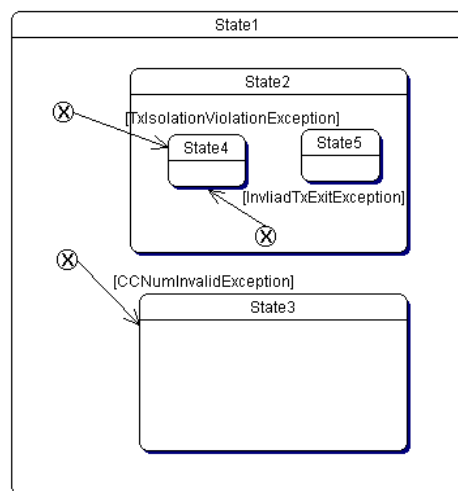 State1
State2
[TxIsolationViolationException]
State4
State5
[InvliadTxExitException]
[CCNumInvalidException]
State3